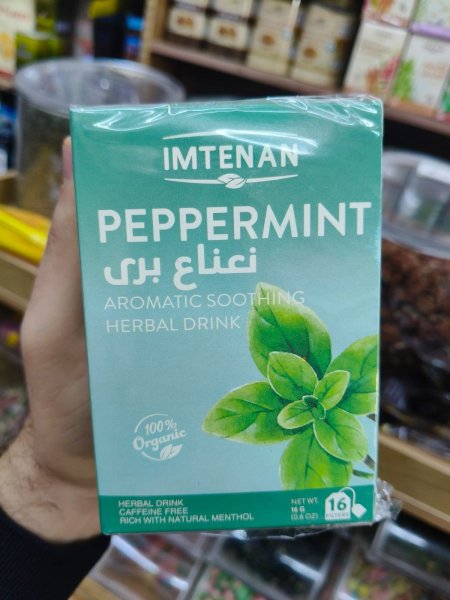 IMTENAN
PEPPERMINT
نعناع برى
AROMATIC SOOTHING
HERBAL DRINK
100%
Organic
HERBAL DRINK
CAFFEINE FREE
RICH WITH NATURAL MENTHOL
NET WT.
16 G
(0.6 OZ)
16
FILTERS